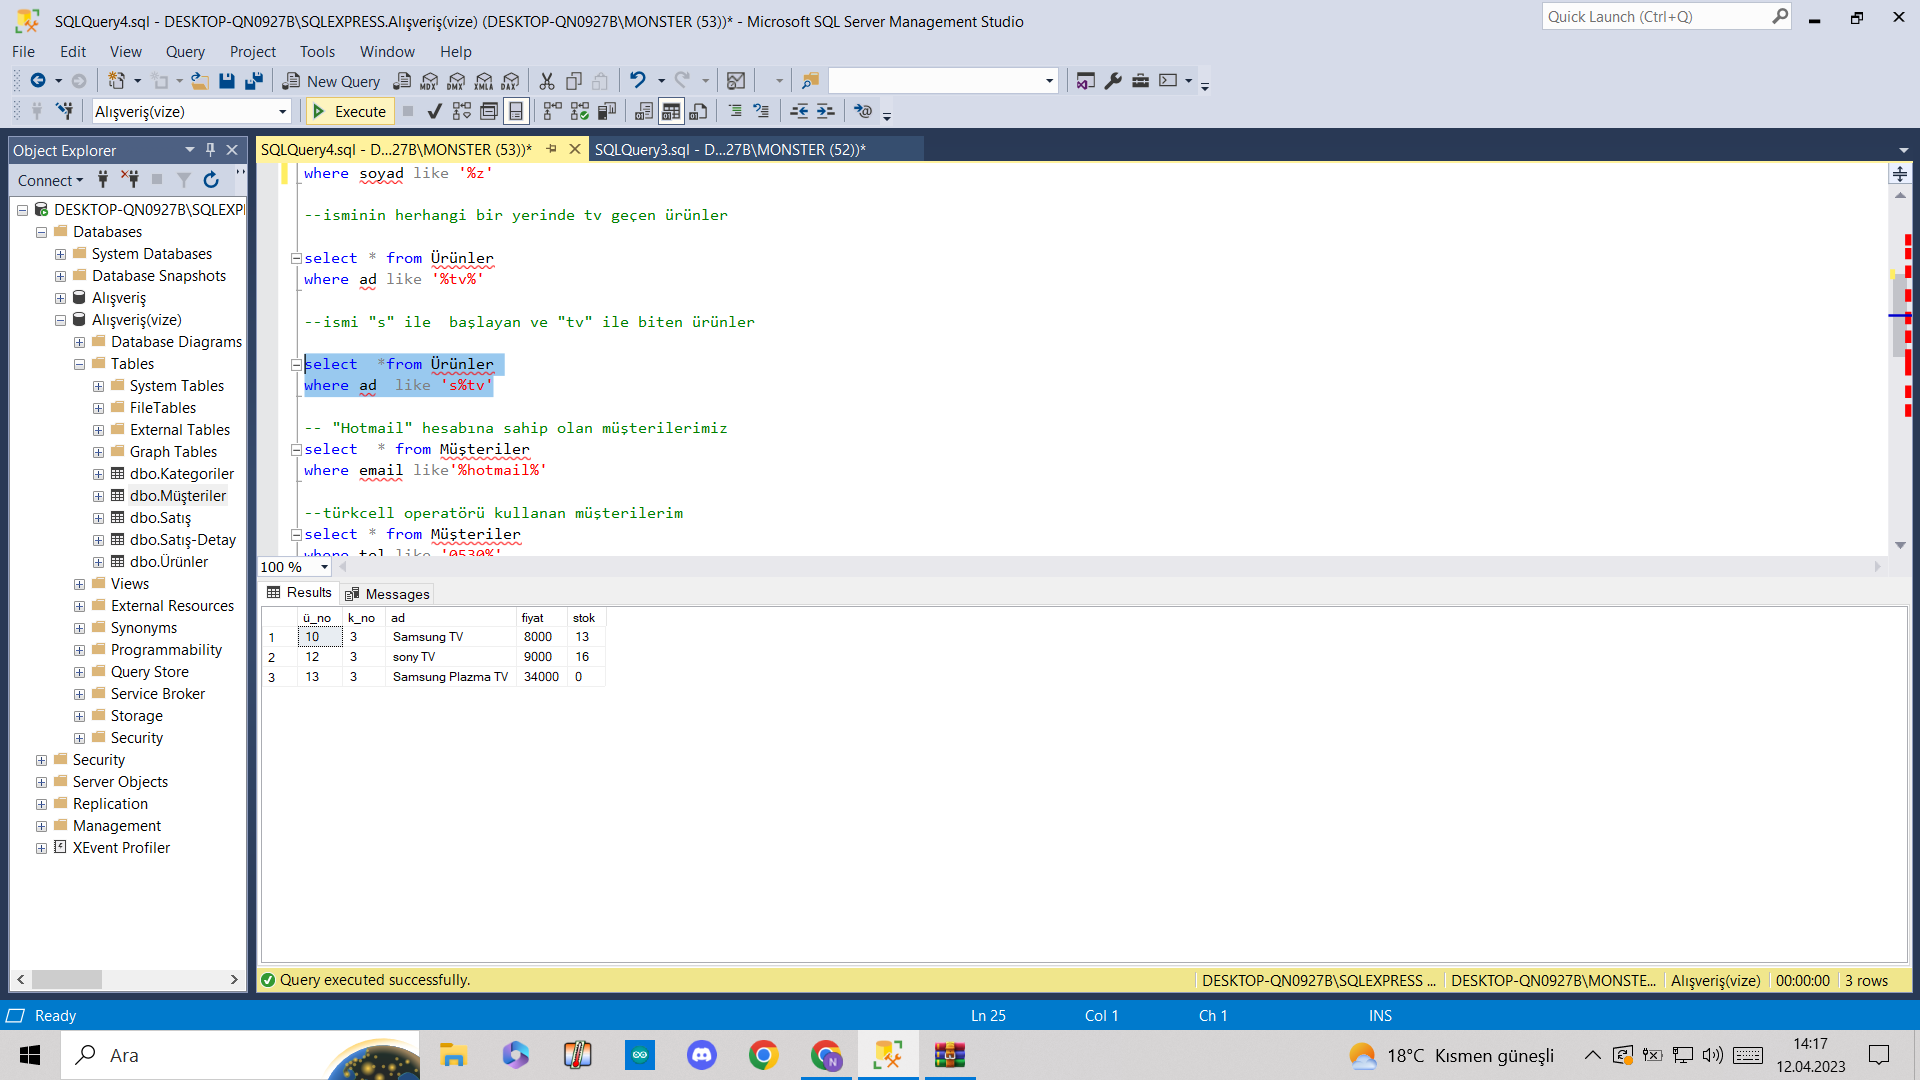 SQLQuery4.sql - DESKTOP-QN0927B\SQLEXPRESS.Alışveriş(vize) (DESKTOP-QN0927B\MONSTER (53))* - Microsoft SQL Server Management Studio
Quick Launch (Ctrl+Q)
File Edit View Query Project Tools Window Help
New Query
MDX DMX XMLA DAX
Alışveriş(vize)
Execute
Object Explorer
SQLQuery4.sql - D...27B\MONSTER (53))*
SQLQuery3.sql - D...27B\MONSTER (52))*
Connect
DESKTOP-QN0927B\SQLEXPI
Databases
System Databases
Database Snapshots
Alışveriş
Alışveriş(vize)
Database Diagrams
Tables
System Tables
FileTables
External Tables
Graph Tables
dbo.Kategoriler
dbo.Müşteriler
dbo.Satış
dbo.Satış-Detay
dbo.Ürünler
Views
External Resources
Synonyms
Programmability
Query Store
Service Broker
Storage
Security
Security
Server Objects
Replication
Management
XEvent Profiler
where soyad like '%z'
--isminin herhangi bir yerinde tv geçen ürünler
select * from Ürünler
where ad like '%tv%'
--ismi "s" ile  başlayan ve "tv" ile biten ürünler
select  *from Ürünler
where ad  like 's%tv'
-- "Hotmail" hesabına sahip olan müşterilerimiz
select  * from Müşteriler
where email like'%hotmail%'
--türkcell operatörü kullanan müşterilerim
select * from Müşteriler
where tel like '0530%'
100 %
Results Messages
ü_no k_no ad fiyat stok
1 10 3 Samsung TV 8000 13
2 12 3 sony TV 9000 16
3 13 3 Samsung Plazma TV 34000 0
Query executed successfully.
DESKTOP-QN0927B\SQLEXPRESS ... DESKTOP-QN0927B\MONSTE... Alışveriş(vize) 00:00:00 3 rows
Ready
Ln 25 Col 1 Ch 1 INS
Ara
N
18°C Kısmen güneşli
14:17
12.04.2023